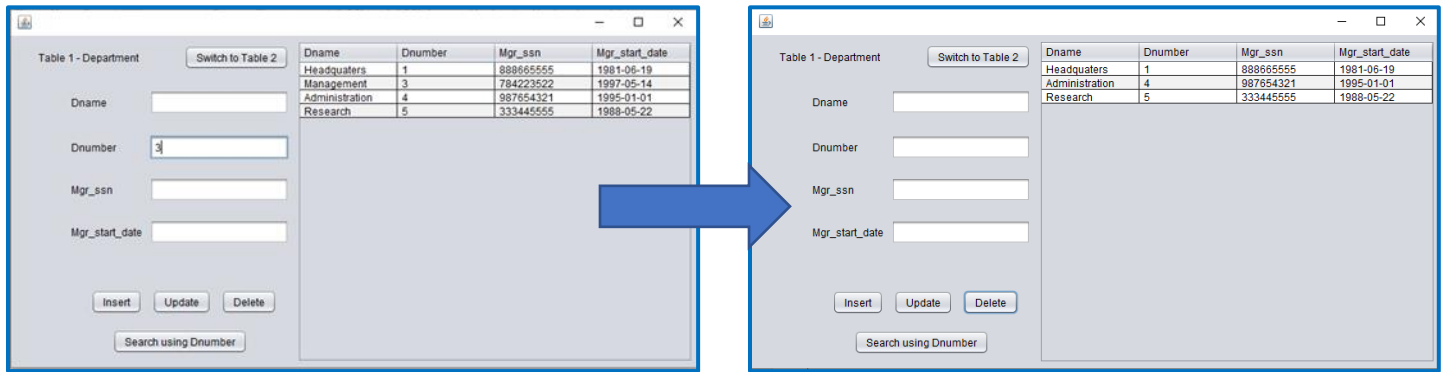 Table 1 - Department
Switch to Table 2
Dname
Dnumber
3
Mgr_ssn
Mgr_start_date
Insert Update Delete
Search using Dnumber
Dname Dnumber Mgr_ssn Mgr_start_date
Headquaters 1 888665555 1981-06-19
Management 3 784223522 1997-05-14
Administration 4 987654321 1995-01-01
Research 5 333445555 1988-05-22
Table 1 - Department
Switch to Table 2
Dname
Dnumber
Mgr_ssn
Mgr_start_date
Insert Update Delete
Search using Dnumber
Dname Dnumber Mgr_ssn Mgr_start_date
Headquaters 1 888665555 1981-06-19
Administration 4 987654321 1995-01-01
Research 5 333445555 1988-05-22